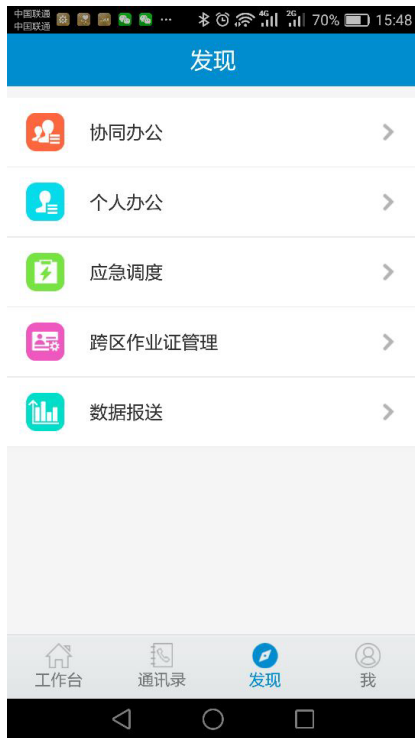 中国联通
中国联通
4G 2G 70% 15:48
发现
协同办公
个人办公
应急调度
跨区作业证管理
数据报送
工作台 通讯录 发现 我